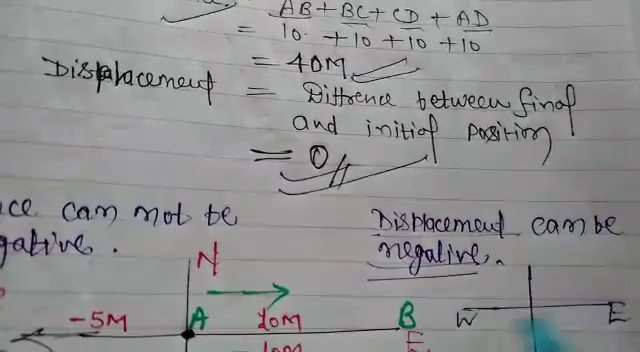 AB + BC + CD + AD
= 10 + 10 + 10 + 10
= 40M
Displacement = Diffrence between final
and initial position
= 0
ce can not be
gative.
Displacement can be
negative.
N
-5M A 10M B
W E
E